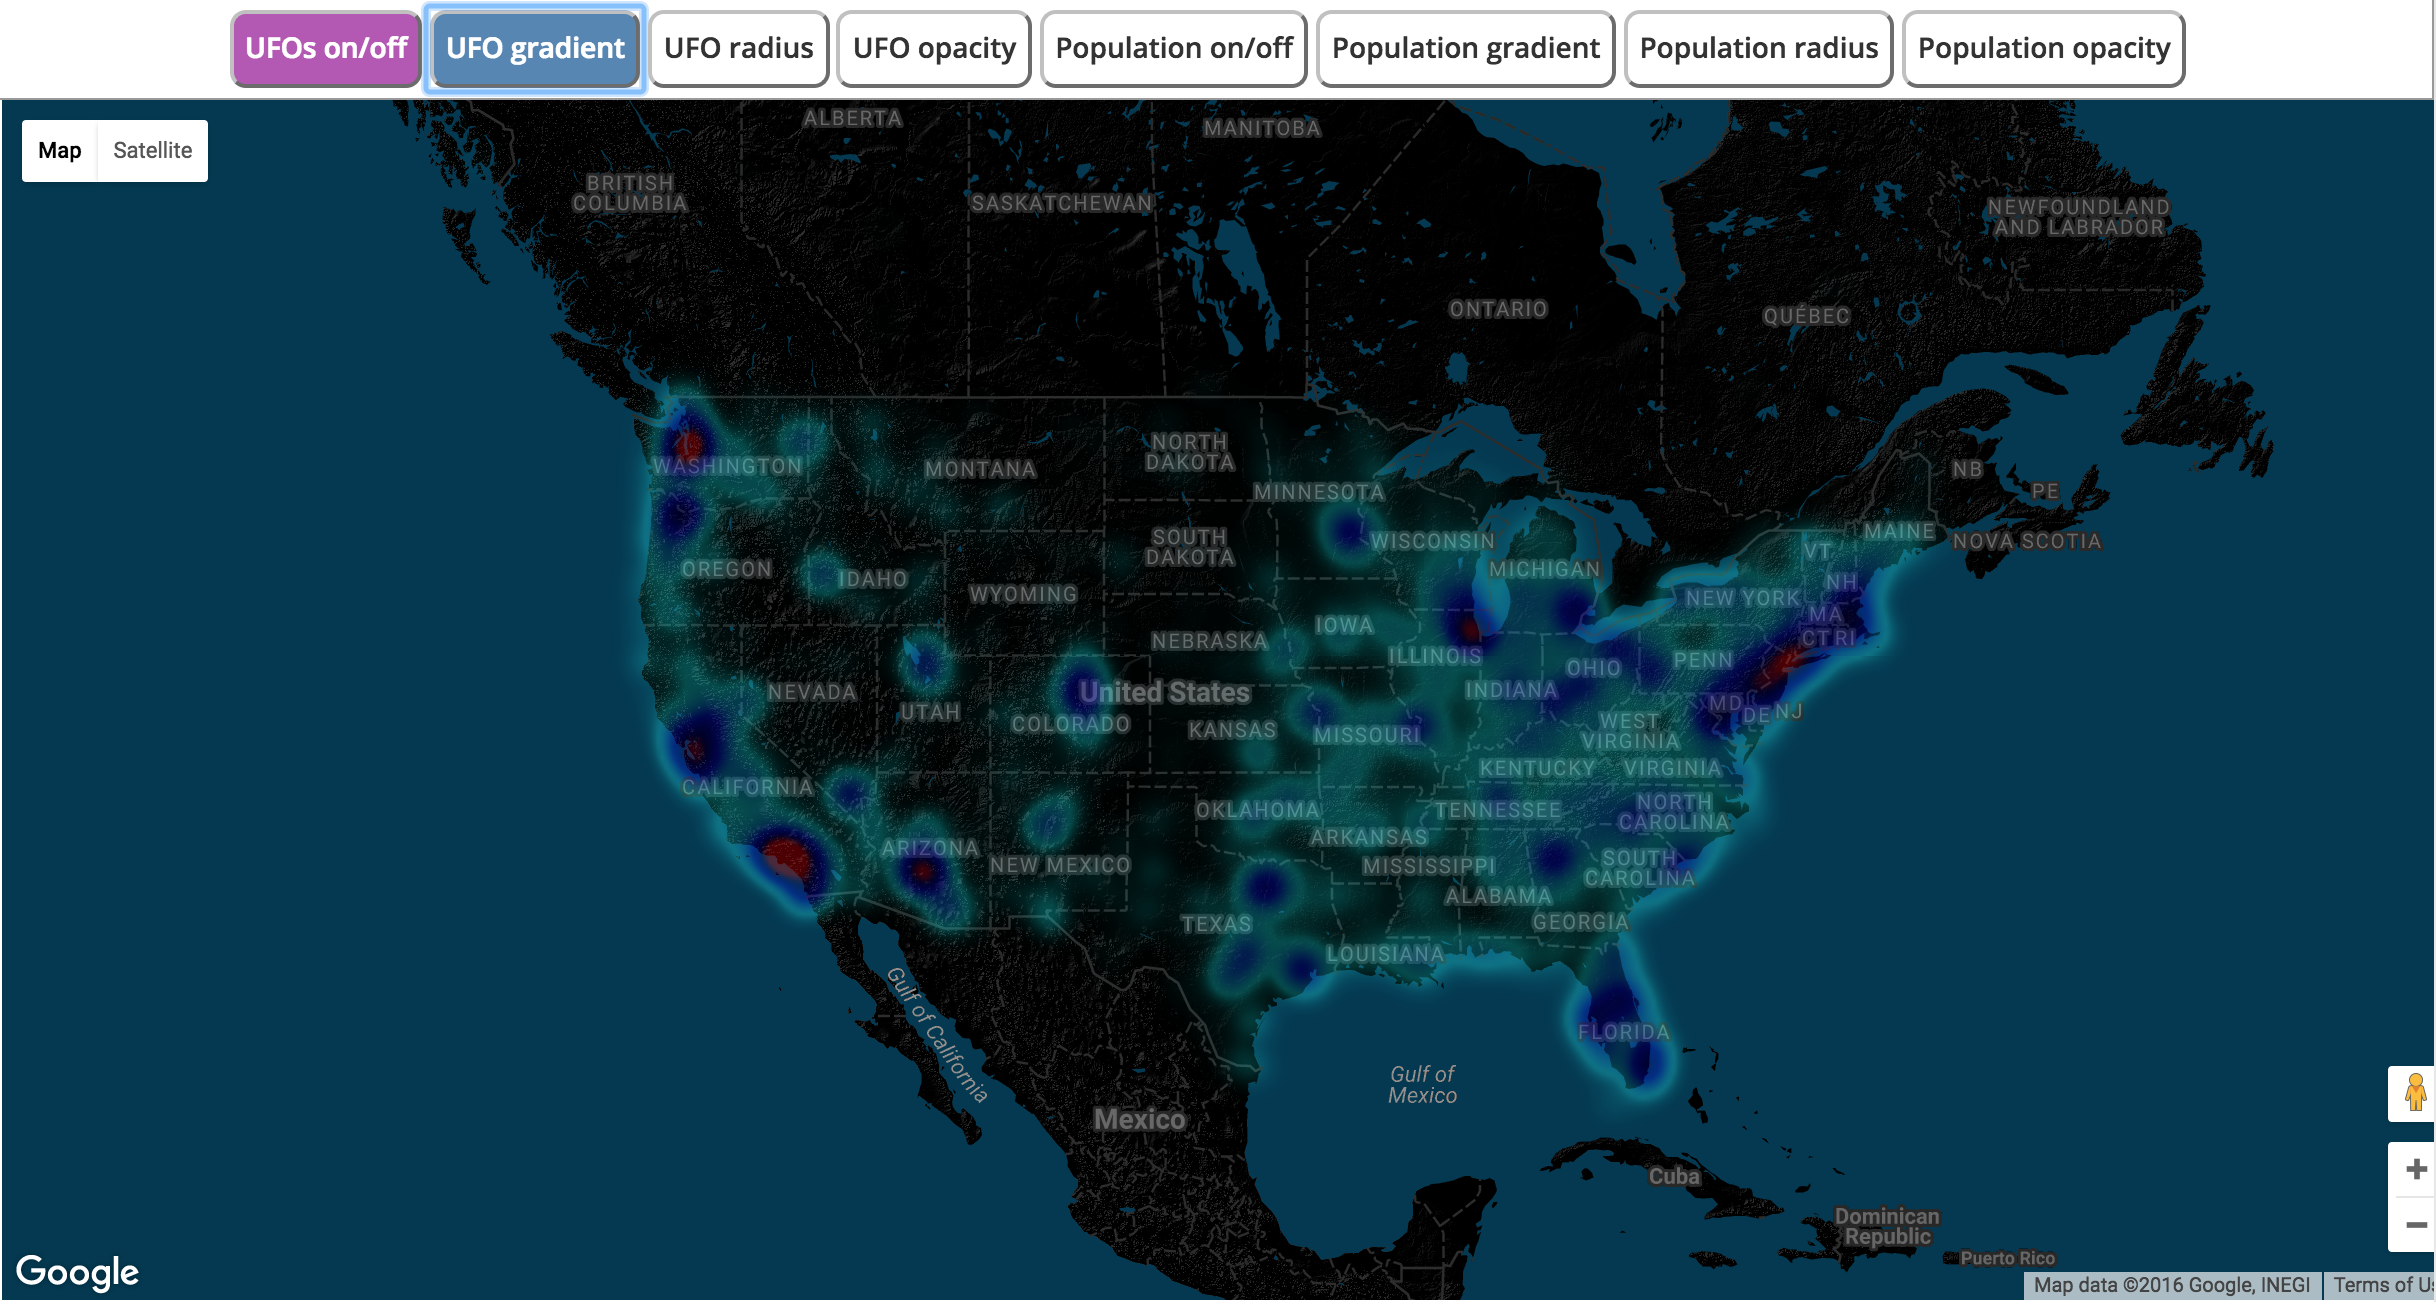 UFOs on/off
UFO gradient
UFO radius
UFO opacity
Population on/off
Population gradient
Population radius
Population opacity
Map
Satellite
ALBERTA
MANITOBA
BRITISH
COLUMBIA
SASKATCHEWAN
NEWFOUNDLAND
AND LABRADOR
ONTARIO
QUÉBEC
WASHINGTON
MONTANA
NORTH
DAKOTA
MINNESOTA
NB
PE
SOUTH
DAKOTA
WISCONSIN
MICHIGAN
VT
MAINE
NOVA SCOTIA
OREGON
IDAHO
WYOMING
NH
NEW YORK
MA
CT RI
NEBRASKA
IOWA
ILLINOIS
OHIO
PENN
NEVADA
UTAH
United States
COLORADO
KANSAS
MISSOURI
INDIANA
WEST
VIRGINIA
MD
DE
NJ
CALIFORNIA
KENTUCKY
VIRGINIA
OKLAHOMA
TENNESSEE
NORTH
CAROLINA
ARIZONA
NEW MEXICO
ARKANSAS
MISSISSIPPI
SOUTH
CAROLINA
ALABAMA
TEXAS
GEORGIA
LOUISIANA
Gulf of California
FLORIDA
Gulf of
Mexico
Mexico
Cuba
Dominican
Republic
Puerto Rico
Google
Map data ©2016 Google, INEGI
Terms of Us